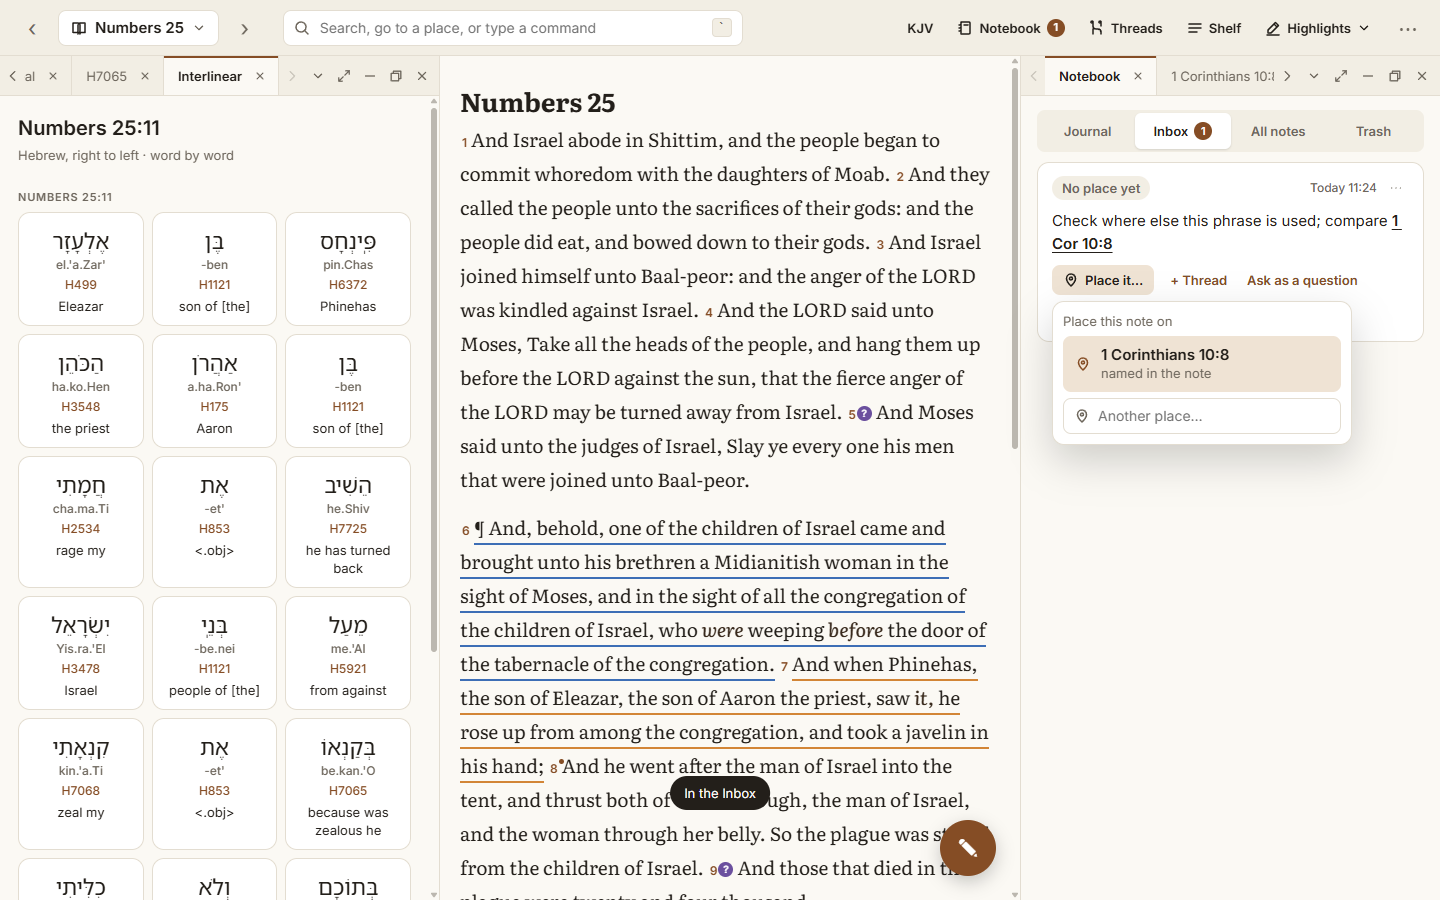 Numbers 25
Search, go to a place, or type a command
`
KJV
Notebook 1
Threads
Shelf
Highlights
al
H7065
Interlinear
Numbers 25:11
Hebrew, right to left · word by word
NUMBERS 25:11
אֶלְעָזָר
בֶּן
פִּינְחָס
el.'a.Zar'
-ben
pin.Chas
H499
H1121
H6372
Eleazar
son of [the]
Phinehas
הַכֹּהֵן
אַהֲרֹן
בֶּן
ha.ko.Hen
a.ha.Ron'
-ben
H3548
H175
H1121
the priest
Aaron
son of [the]
חֲמָתִי
אֶת
הֵשִׁיב
cha.ma.Ti
-et'
he.Shiv
H2534
H853
H7725
rage my
<.obj>
he has turned
back
יִשְׂרָאֵל
בְּנֵי
מֵעַל
Yis.ra.'El
-be.nei
me.'Al
H3478
H1121
H5921
Israel
people of [the]
from against
קִנְאָתִי
אֶת
בְּקַנְאוֹ
kin.'a.Ti
-et'
be.kan.'O
H7068
H853
H7065
zeal my
<.obj>
because was
zealous he
כִלִּיתִי
וְלֹא
בְּתוֹכָם
Numbers 25
1 And Israel abode in Shittim, and the people began to
commit whoredom with the daughters of Moab. 2 And they
called the people unto the sacrifices of their gods: and the
people did eat, and bowed down to their gods. 3 And Israel
joined himself unto Baal-peor: and the anger of the LORD
was kindled against Israel. 4 And the LORD said unto
Moses, Take all the heads of the people, and hang them up
before the LORD against the sun, that the fierce anger of
the LORD may be turned away from Israel. 5 ? And Moses
said unto the judges of Israel, Slay ye every one his men
that were joined unto Baal-peor.
6 ¶ And, behold, one of the children of Israel came and
brought unto his brethren a Midianitish woman in the
sight of Moses, and in the sight of all the congregation of
the children of Israel, who were weeping before the door of
the tabernacle of the congregation. 7 And when Phinehas,
the son of Eleazar, the son of Aaron the priest, saw it, he
rose up from among the congregation, and took a javelin in
his hand; 8 And he went after the man of Israel into the
tent, and thrust both of ugh, the man of Israel,
and the woman through her belly. So the plague was
from the children of Israel. 9 ? And those that died in
plague were twenty and four thousand.
In the Inbox
Notebook
1 Corinthians 10:
Journal
Inbox 1
All notes
Trash
No place yet
Today 11:24
Check where else this phrase is used; compare 1
Cor 10:8
Place it...
+ Thread
Ask as a question
Place this note on
1 Corinthians 10:8
named in the note
Another place...